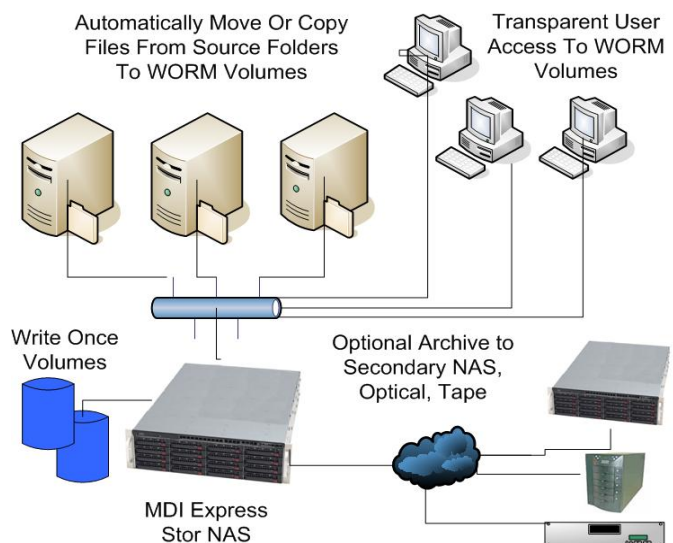 Automatically Move Or Copy
Files From Source Folders
To WORM Volumes
Transparent User
Access To WORM
Volumes
Write Once
Volumes
Optional Archive to
Secondary NAS,
Optical, Tape
MDI Express
Stor NAS